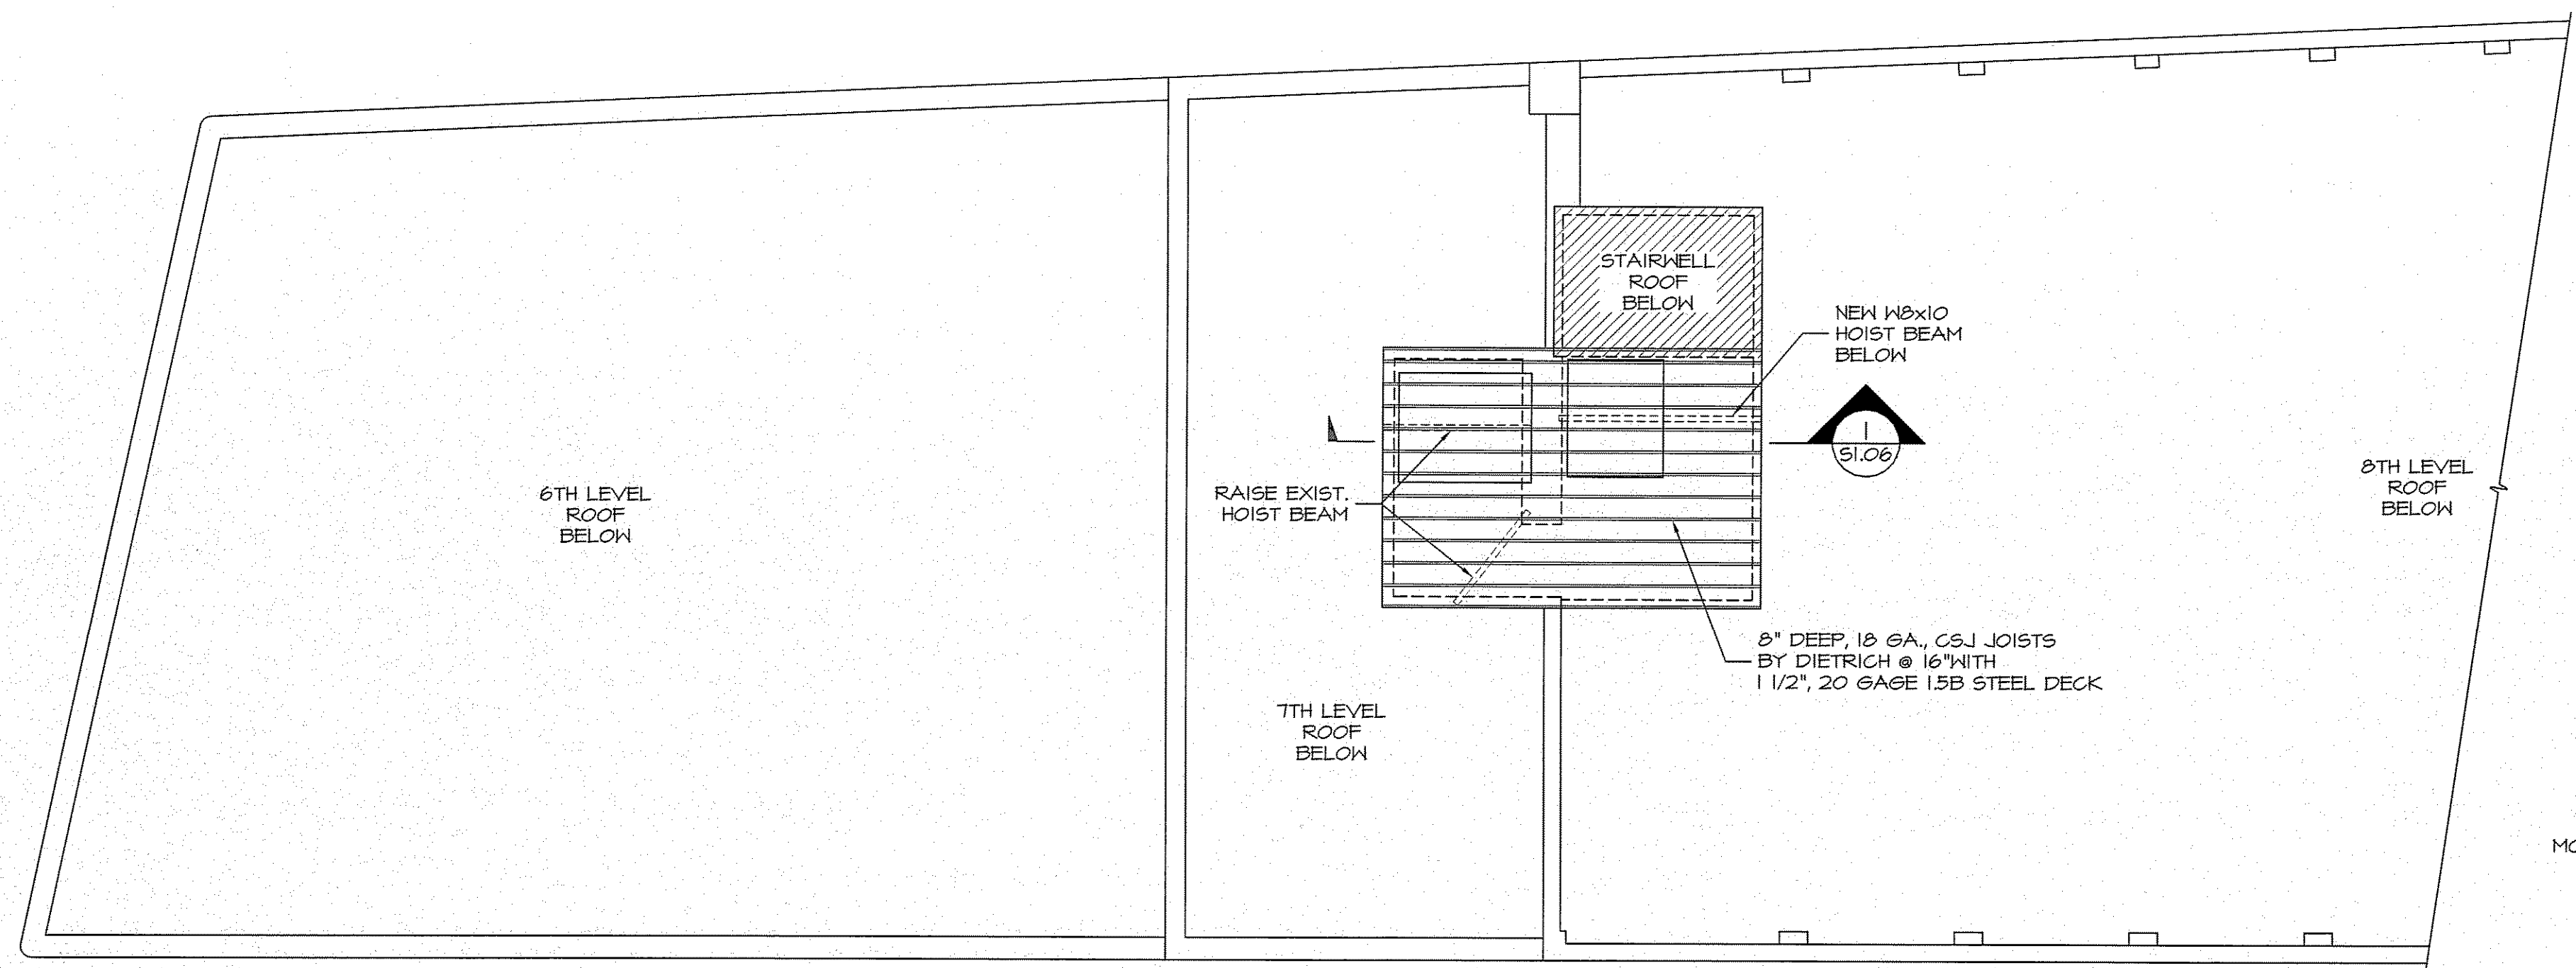 STAIRWELL
ROOF
BELOW
NEW W8x10
HOIST BEAM
BELOW
1
S1.06
6TH LEVEL
ROOF
BELOW
RAISE EXIST.
HOIST BEAM
8TH LEVEL
ROOF
BELOW
8" DEEP, 18 GA., CSJ JOISTS
BY DIETRICH @ 16"WITH
1 1/2", 20 GAGE 1.5B STEEL DECK
7TH LEVEL
ROOF
BELOW